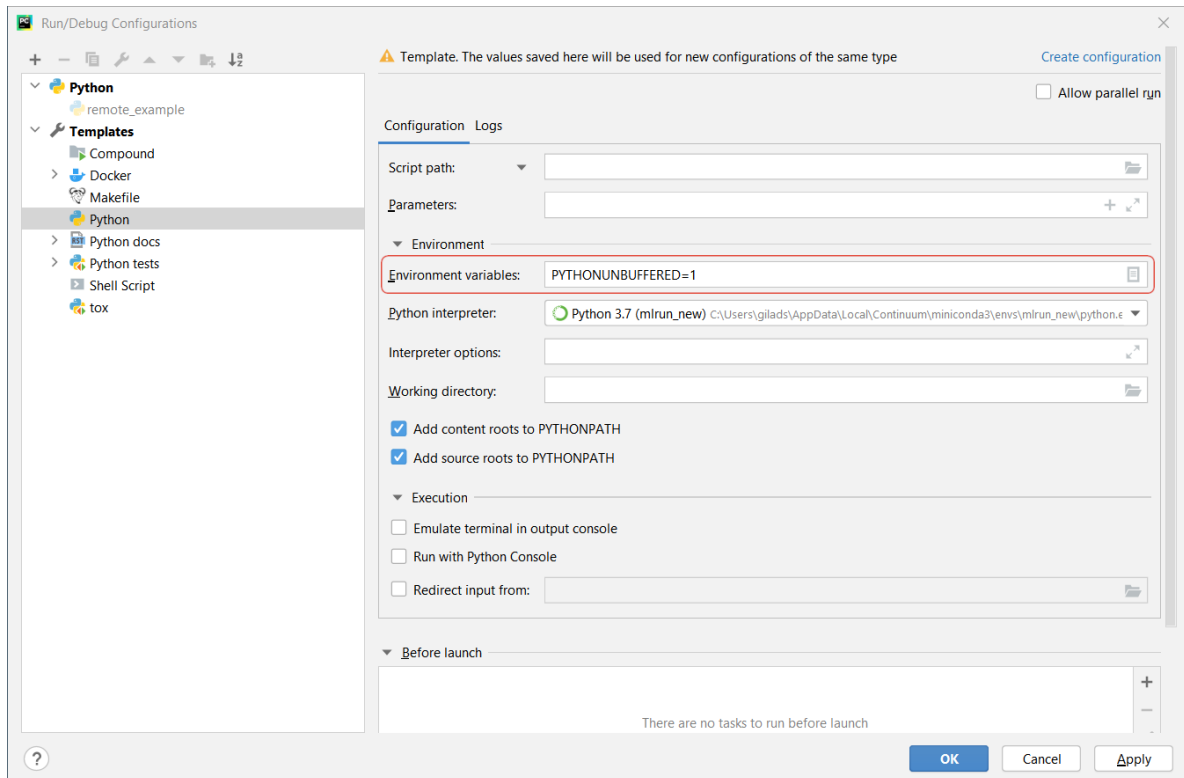 PC Run/Debug Configurations
Python
remote_example
Templates
Compound
Docker
Makefile
Python
RST Python docs
Python tests
Shell Script
tox
Template. The values saved here will be used for new configurations of the same type
Create configuration
Allow parallel run
Configuration Logs
Script path:
Parameters:
Environment
Environment variables: PYTHONUNBUFFERED=1
Python interpreter: Python 3.7 (mlrun_new) C:\Users\gilads\AppData\Local\Continuum\miniconda3\envs\mlrun_new\python.e
Interpreter options:
Working directory:
Add content roots to PYTHONPATH
Add source roots to PYTHONPATH
Execution
Emulate terminal in output console
Run with Python Console
Redirect input from:
Before launch
There are no tasks to run before launch
? OK Cancel Apply